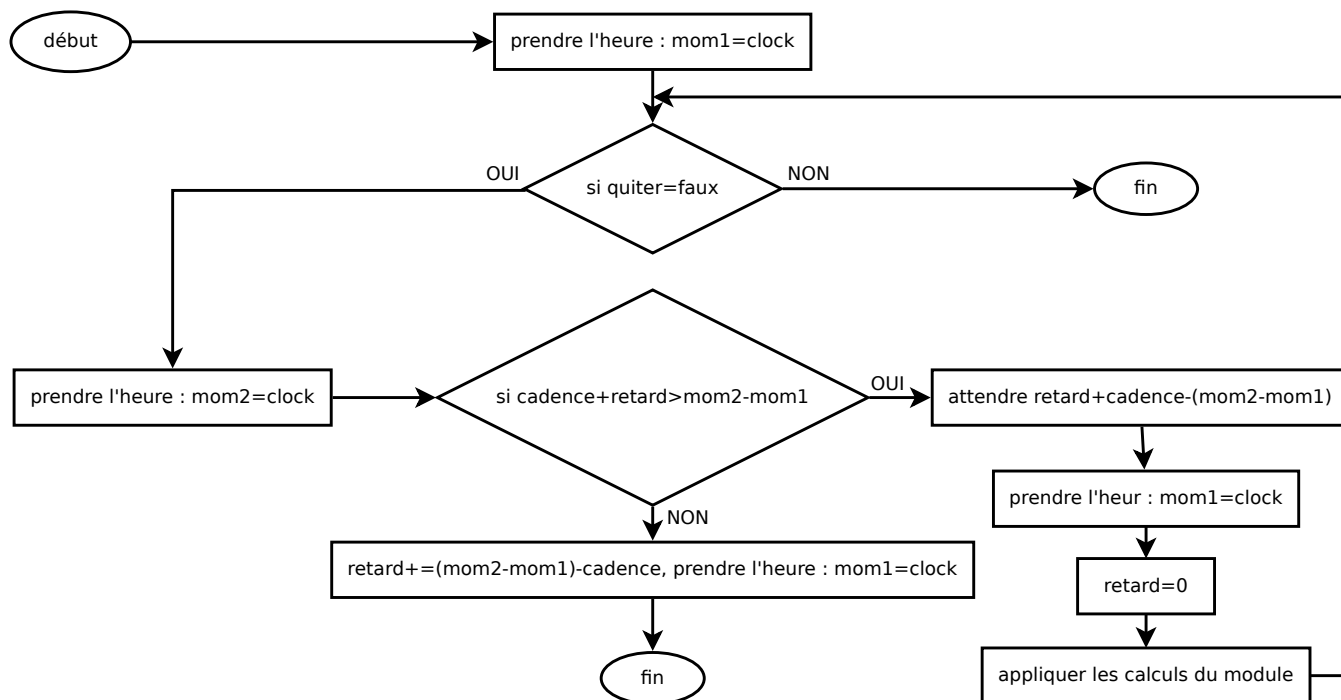 début
prendre l'heure : mom1=clock
OUI
si quiter=faux
NON
fin
prendre l'heure : mom2=clock
si cadence+retard>mom2-mom1
OUI
attendre retard+cadence-(mom2-mom1)
prendre l'heur : mom1=clock
NON
retard+=(mom2-mom1)-cadence, prendre l'heure : mom1=clock
retard=0
fin
appliquer les calculs du module